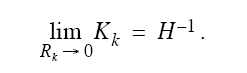 lim K_k = H⁻¹ .
R_k → 0